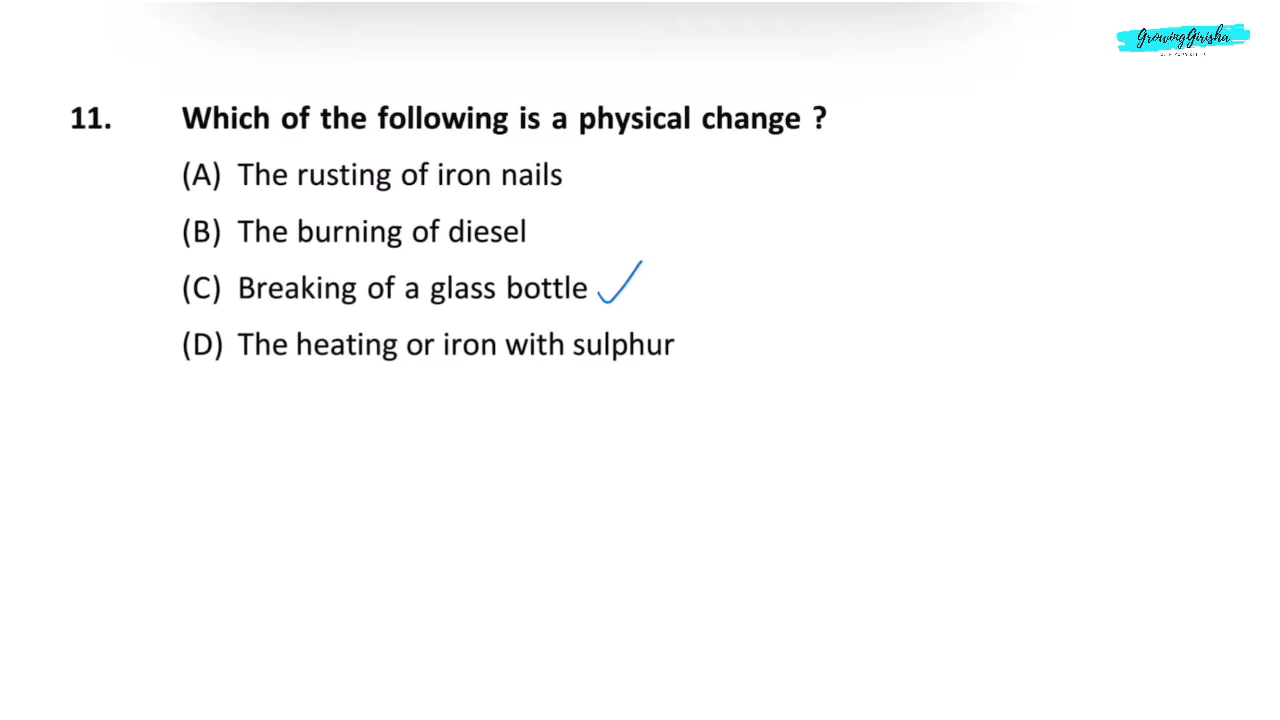 GrowingGirisha
11. Which of the following is a physical change ?
(A) The rusting of iron nails
(B) The burning of diesel
(C) Breaking of a glass bottle
(D) The heating or iron with sulphur